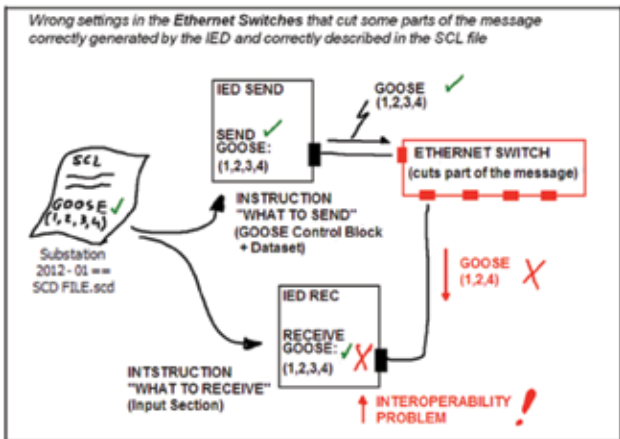 Wrong settings in the Ethernet Switches that cut some parts of the message
correctly generated by the IED and correctly described in the SCL file
IED SEND
SEND
GOOSE:
(1,2,3,4)
GOOSE
(1,2,3,4)
ETHERNET SWITCH
(cuts part of the message)
SCL
GOOSE
(1,2,3,4)
Substation
2012 - 01 ==
SCD FILE.scd
INSTRUCTION
"WHAT TO SEND"
(GOOSE Control Block
+ Dataset)
GOOSE
(1,2,4)
IED REC
RECEIVE
GOOSE:
(1,2,3,4)
INTSTRUCTION
"WHAT TO RECEIVE"
(Input Section)
INTEROPERABILITY
PROBLEM !